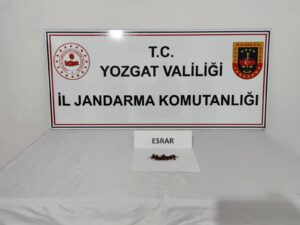 T.C.
YOZGAT VALİLİĞİ
İL JANDARMA KOMUTANLIĞI
ESRAR